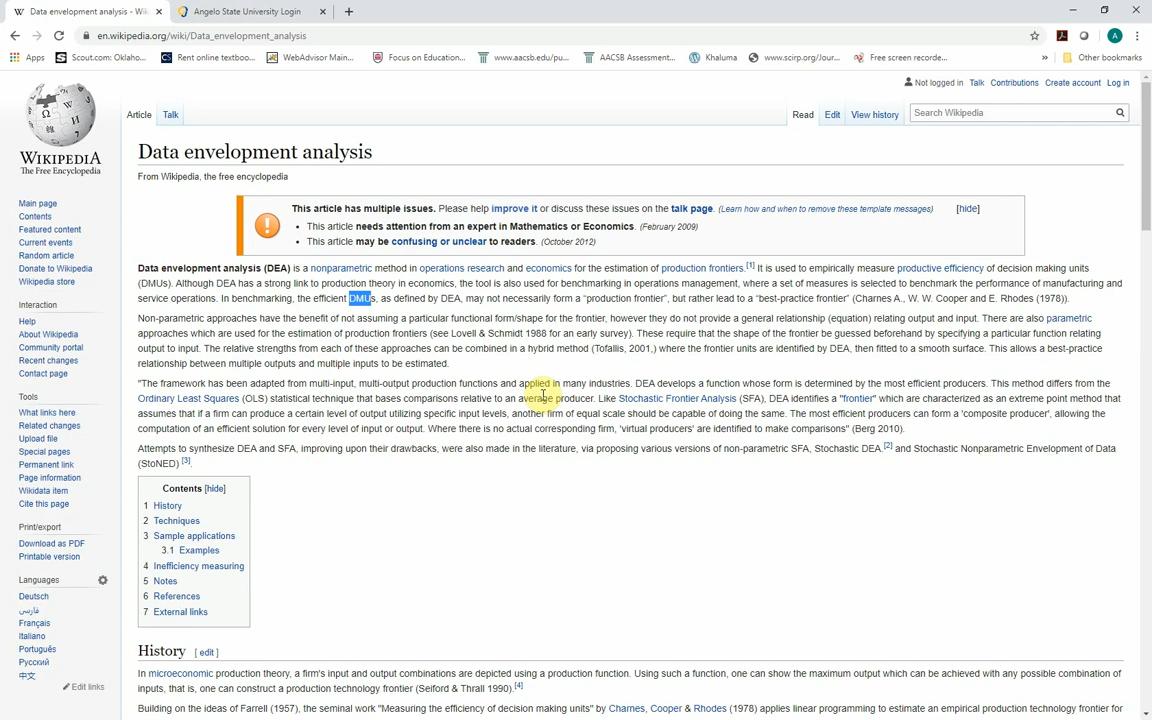 Data envelopment analysis - Wik
Angelo State University Login
en.wikipedia.org/wiki/Data_envelopment_analysis
A
Apps
Scout.com: Oklaho...
Rent online textboo...
WebAdvisor Main...
Focus on Education...
www.aacsb.edu/pu...
AACSB Assessment...
Khaluma
www.scirp.org/Jour...
Free screen recorde...
»
Other bookmarks
Not logged in Talk Contributions Create account Log in
Article Talk
Read Edit View history
Search Wikipedia
WIKIPEDIA
The Free Encyclopedia
Main page
Contents
Featured content
Current events
Random article
Donate to Wikipedia
Wikipedia store
Interaction
Help
About Wikipedia
Community portal
Recent changes
Contact page
Tools
What links here
Related changes
Upload file
Special pages
Permanent link
Page information
Wikidata item
Cite this page
Print/export
Download as PDF
Printable version
Languages
Deutsch
فارسی
Français
Italiano
Português
Русский
中文
Edit links
Data envelopment analysis
From Wikipedia, the free encyclopedia
This article has multiple issues. Please help improve it or discuss these issues on the talk page. (Learn how and when to remove these template messages) [hide]
• This article needs attention from an expert in Mathematics or Economics. (February 2009)
• This article may be confusing or unclear to readers. (October 2012)
Data envelopment analysis (DEA) is a nonparametric method in operations research and economics for the estimation of production frontiers.[1] It is used to empirically measure productive efficiency of decision making units
(DMUs). Although DEA has a strong link to production theory in economics, the tool is also used for benchmarking in operations management, where a set of measures is selected to benchmark the performance of manufacturing and
service operations. In benchmarking, the efficient DMUs, as defined by DEA, may not necessarily form a “production frontier”, but rather lead to a “best-practice frontier” (Charnes A., W. W. Cooper and E. Rhodes (1978)).
Non-parametric approaches have the benefit of not assuming a particular functional form/shape for the frontier, however they do not provide a general relationship (equation) relating output and input. There are also parametric
approaches which are used for the estimation of production frontiers (see Lovell & Schmidt 1988 for an early survey). These require that the shape of the frontier be guessed beforehand by specifying a particular function relating
output to input. The relative strengths from each of these approaches can be combined in a hybrid method (Tofallis, 2001,) where the frontier units are identified by DEA, then fitted to a smooth surface. This allows a best-practice
relationship between multiple outputs and multiple inputs to be estimated.
"The framework has been adapted from multi-input, multi-output production functions and applied in many industries. DEA develops a function whose form is determined by the most efficient producers. This method differs from the
Ordinary Least Squares (OLS) statistical technique that bases comparisons relative to an average producer. Like Stochastic Frontier Analysis (SFA), DEA identifies a "frontier" which are characterized as an extreme point method that
assumes that if a firm can produce a certain level of output utilizing specific input levels, another firm of equal scale should be capable of doing the same. The most efficient producers can form a 'composite producer', allowing the
computation of an efficient solution for every level of input or output. Where there is no actual corresponding firm, 'virtual producers' are identified to make comparisons" (Berg 2010).
Attempts to synthesize DEA and SFA, improving upon their drawbacks, were also made in the literature, via proposing various versions of non-parametric SFA, Stochastic DEA.[2] and Stochastic Nonparametric Envelopment of Data
(StoNED) [3].
Contents [hide]
1 History
2 Techniques
3 Sample applications
3.1 Examples
4 Inefficiency measuring
5 Notes
6 References
7 External links
History [ edit ]
In microeconomic production theory, a firm's input and output combinations are depicted using a production function. Using such a function, one can show the maximum output which can be achieved with any possible combination of
inputs, that is, one can construct a production technology frontier (Seiford & Thrall 1990).[4]
Building on the ideas of Farrell (1957), the seminal work "Measuring the efficiency of decision making units" by Charnes, Cooper & Rhodes (1978) applies linear programming to estimate an empirical production technology frontier for